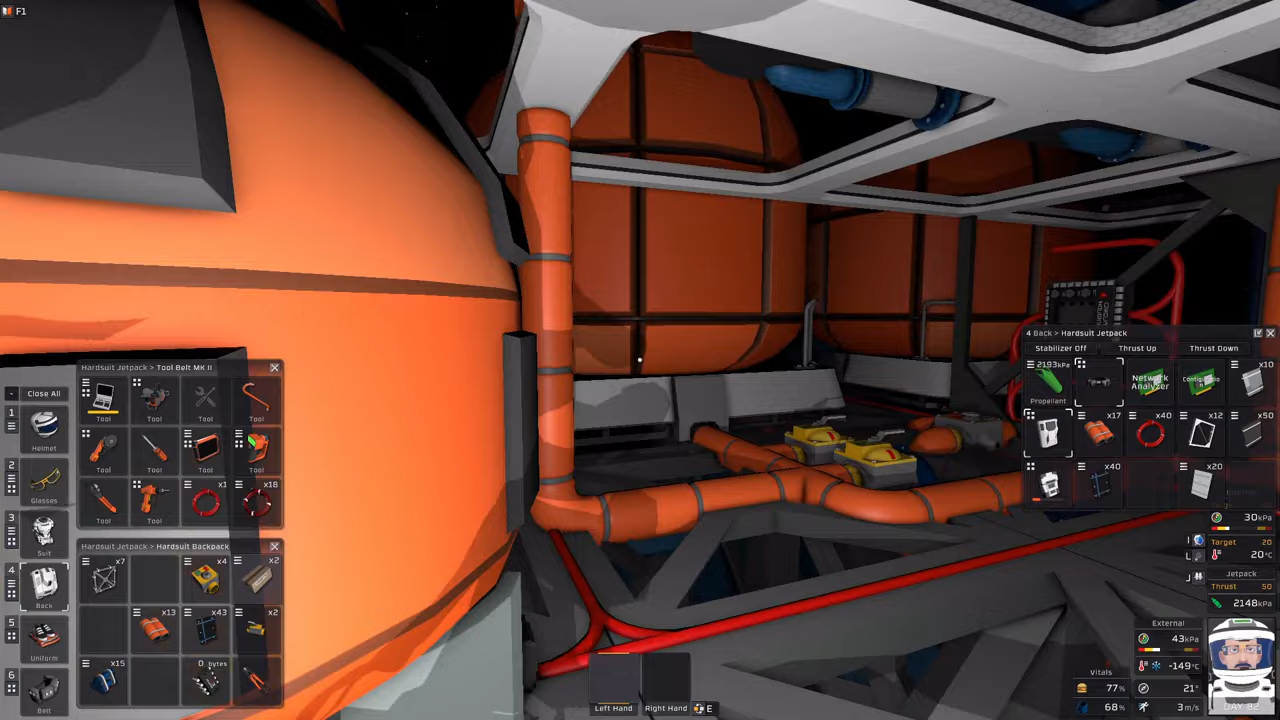 F1
Close All
1
Helmet
2
Glasses
3
Suit
4
Back
5
Uniform
6
Belt
Hardsuit Jetpack > Tool Belt MK II
Tool
Tool
Tool
Tool
Tool
Tool
Tool
Tool
Tool
Tool
x1
x18
Hardsuit Jetpack > Hardsuit Backpack
x7
x4
x2
x13
x43
x2
x15
0 bytes
Left Hand
Right Hand
E
4 Back > Hardsuit Jetpack
Stabilizer Off
Thrust Up
Thrust Down
2193kPa
Propellant
Network
Analyzer
x10
x17
x40
x12
x50
x40
x20
30kPa
Target 20
20°C
Jetpack
Thrust 50
2148kPa
External
43kPa
-149°C
Vitals
77%
21°
68%
3m/s
DAY 82